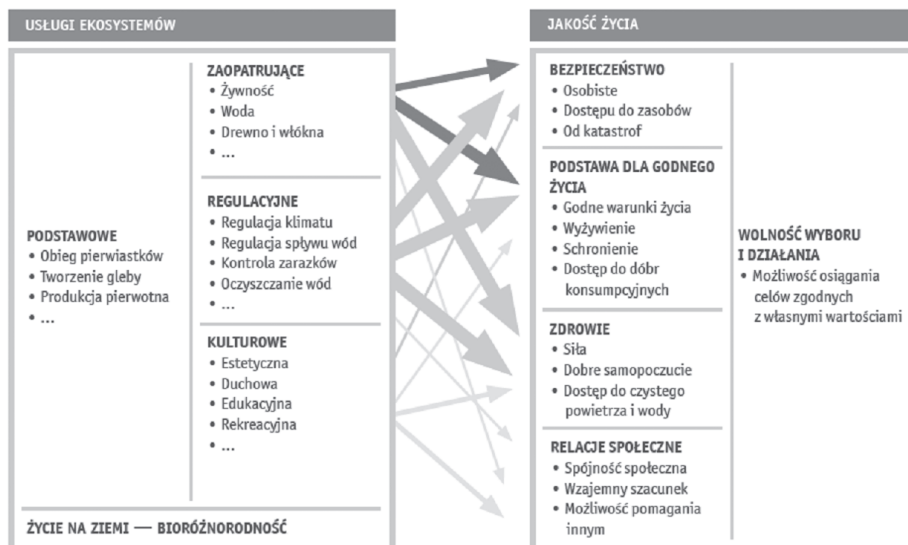 USŁUGI EKOSYSTEMÓW
PODSTAWOWE
• Obieg pierwiastków
• Tworzenie gleby
• Produkcja pierwotna
• ...
ZAOPATRUJĄCE
• Żywność
• Woda
• Drewno i włókna
• ...
REGULACYJNE
• Regulacja klimatu
• Regulacja spływu wód
• Kontrola zarazków
• Oczyszczanie wód
• ...
KULTUROWE
• Estetyczna
• Duchowa
• Edukacyjna
• Rekreacyjna
• ...
ŻYCIE NA ZIEMI — BIORÓŻNORODNOŚĆ
JAKOŚĆ ŻYCIA
BEZPIECZEŃSTWO
• Osobiste
• Dostępu do zasobów
• Od katastrof
PODSTAWA DLA GODNEGO
ŻYCIA
• Godne warunki życia
• Wyżywienie
• Schronienie
• Dostęp do dóbr
konsumpcyjnych
ZDROWIE
• Siła
• Dobre samopoczucie
• Dostęp do czystego
powietrza i wody
RELACJE SPOŁECZNE
• Spójność społeczna
• Wzajemny szacunek
• Możliwość pomagania
innym
WOLNOŚĆ WYBORU
I DZIAŁANIA
• Możliwość osiągania
celów zgodnych
z własnymi wartościami